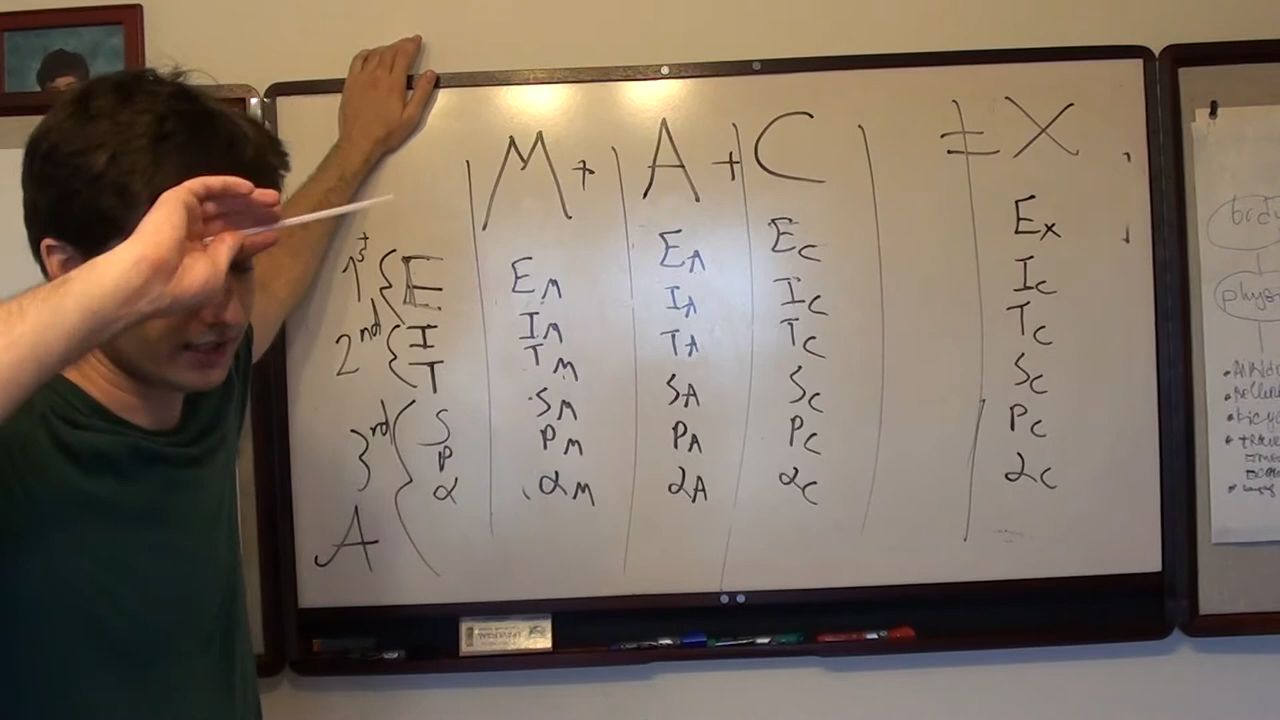 M + A + C ≠ X
1st { E E_M E_A E_C E_X
2nd { I I_M I_A I_C I_C
T T_M T_A T_C T_C
3rd { S S_M S_A S_C S_C
P P_M P_A P_C P_C
α α_M α_A α_C α_C
A
UNIVERSAL